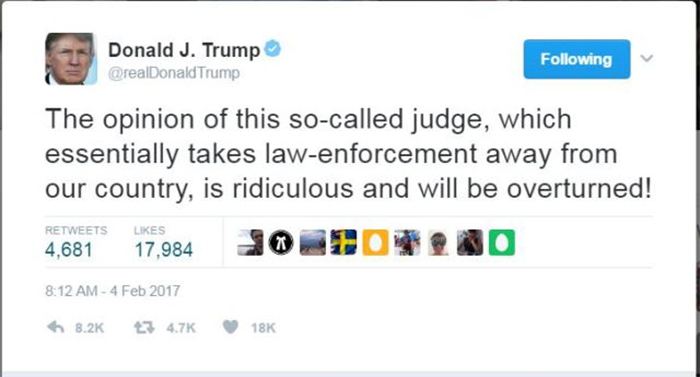 Donald J. Trump
@realDonaldTrump
Following
The opinion of this so-called judge, which
essentially takes law-enforcement away from
our country, is ridiculous and will be overturned!
RETWEETS LIKES
4,681 17,984
8:12 AM - 4 Feb 2017
8.2K 4.7K 18K